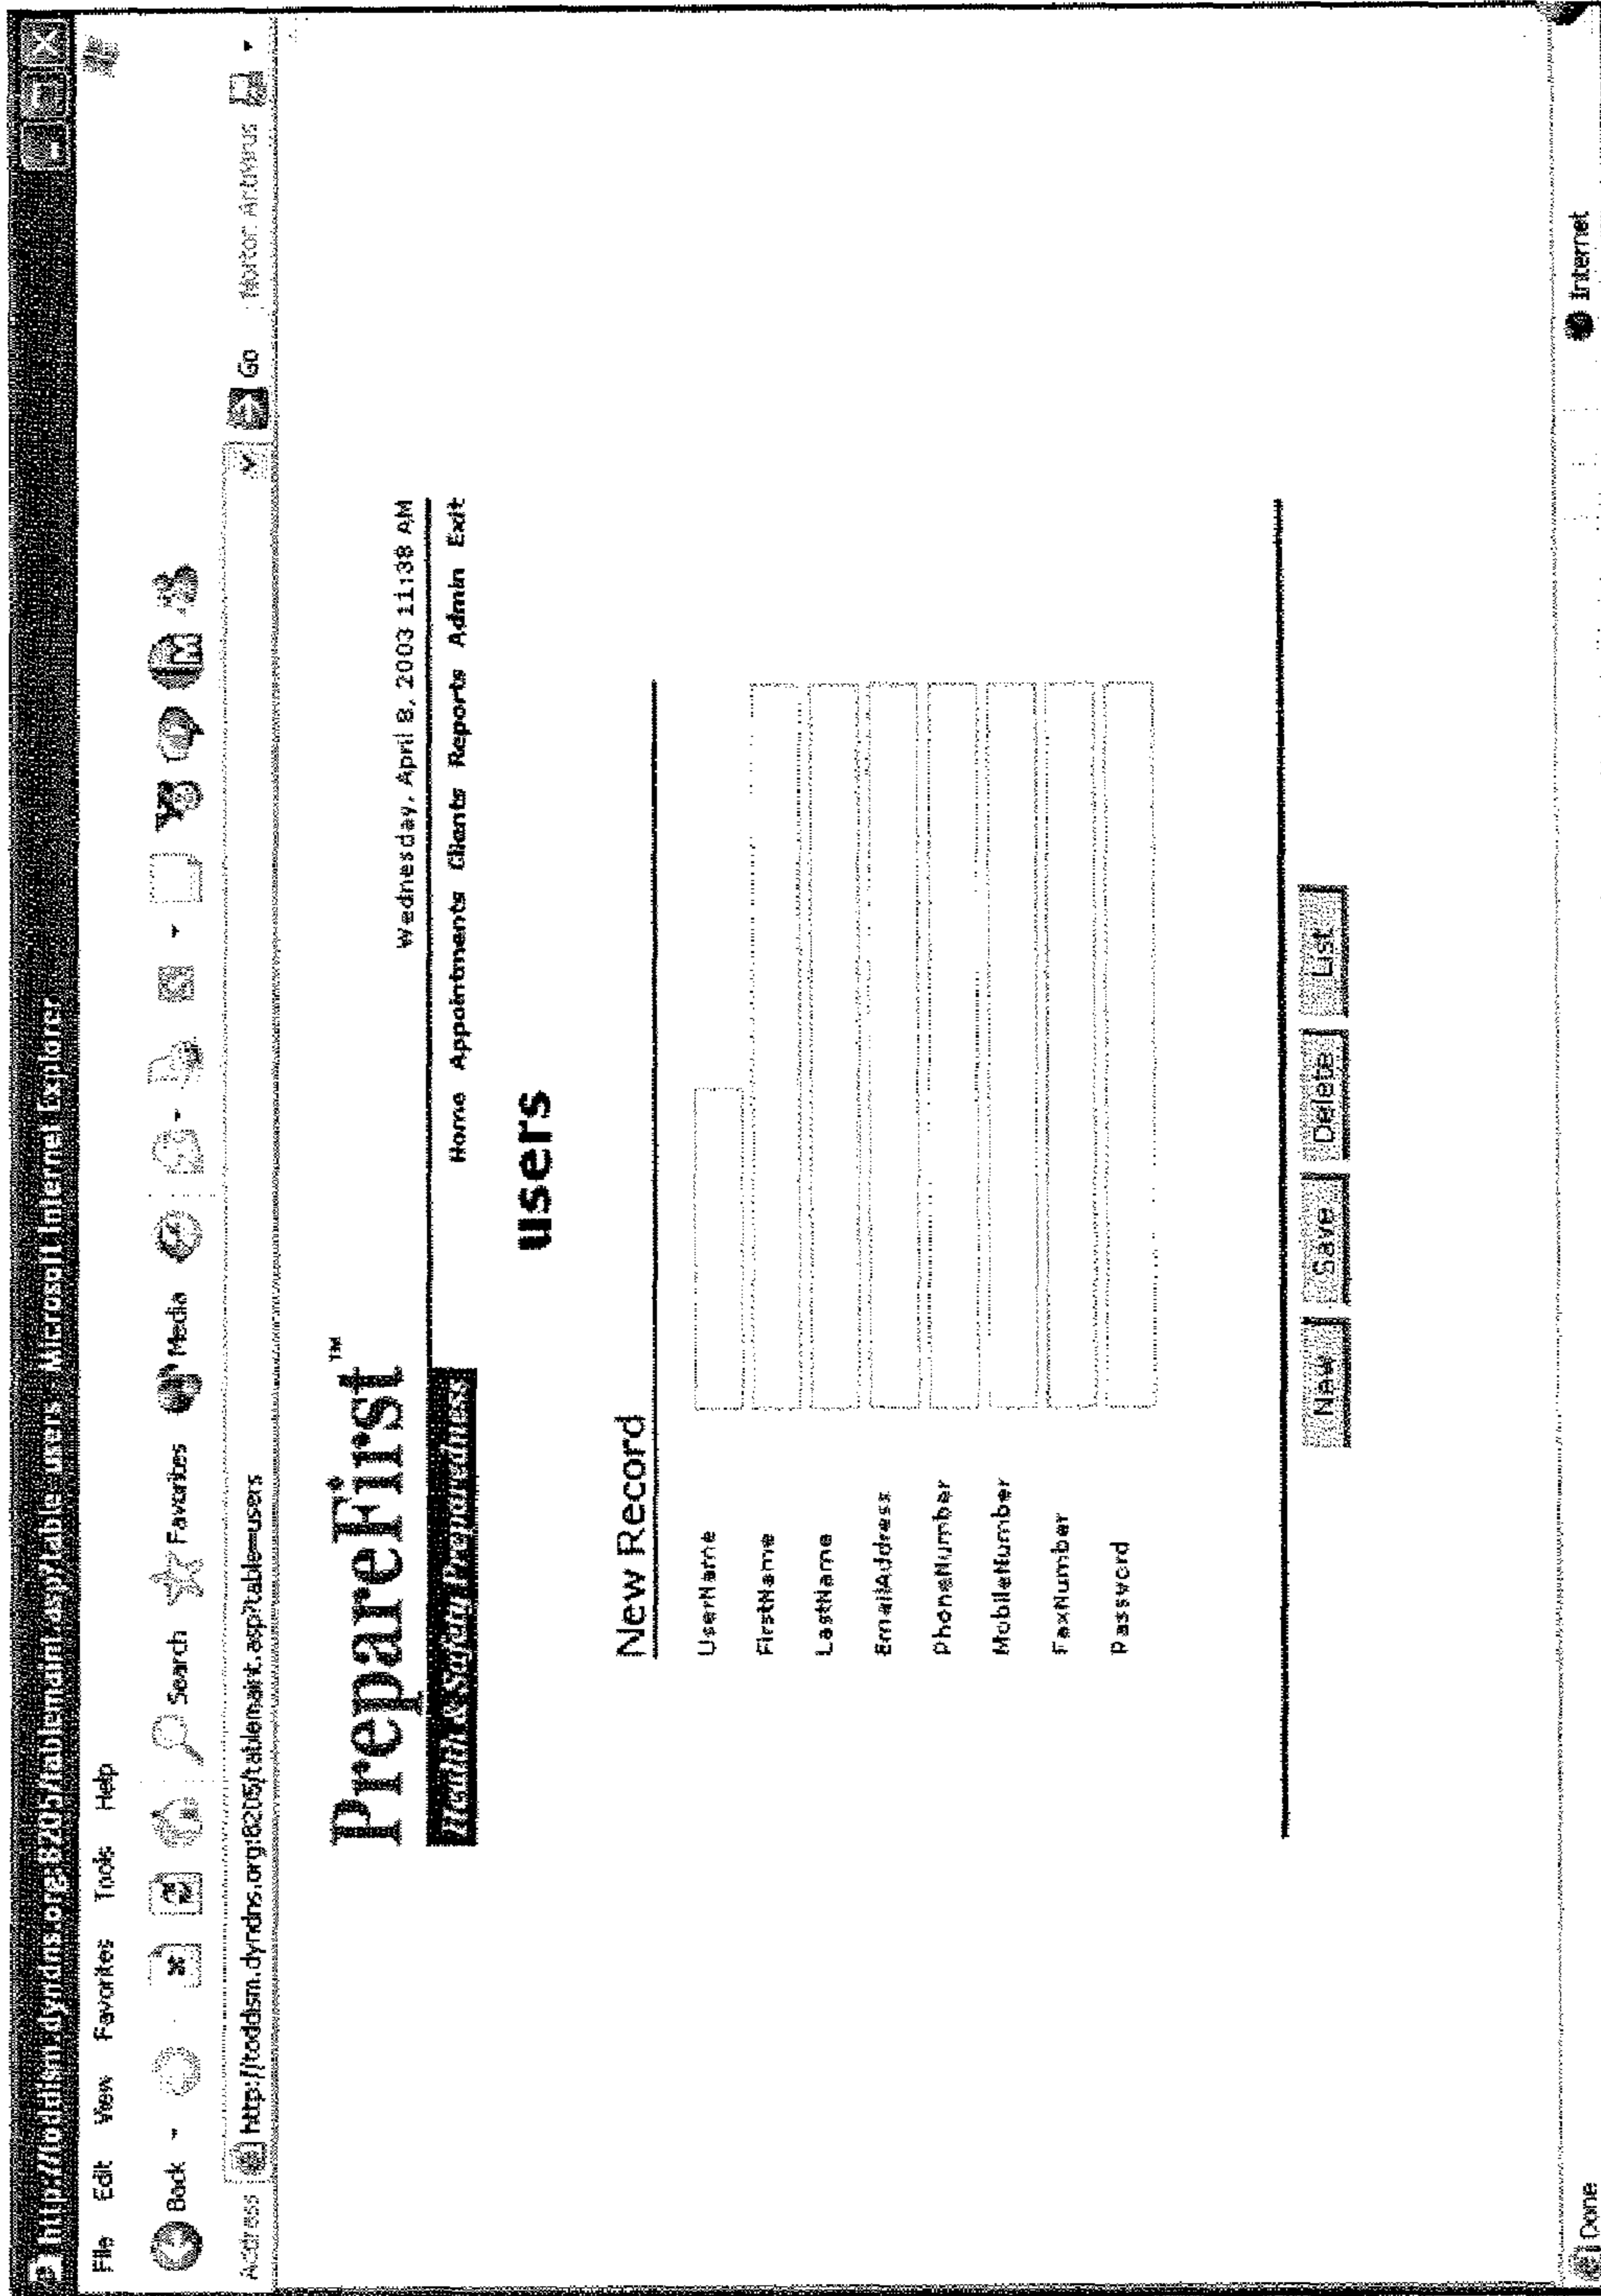 http://toddism.dyndns.org:8205/tablemaint.asp?table=users - Microsoft Internet Explorer
File Edit View Favorites Tools Help
Back Search Favorites Media
Address http://toddism.dyndns.org:8205/tablemaint.asp?table=users Go Norton AntiVirus
PrepareFirst™
Wednesday, April 8, 2003 11:38 AM
Health & Safety Preparedness
Home Appointments Clients Reports Admin Exit
users
New Record
UserName
FirstName
LastName
EmailAddress
PhoneNumber
MobileNumber
FaxNumber
Password
New Save Delete List
Done Internet